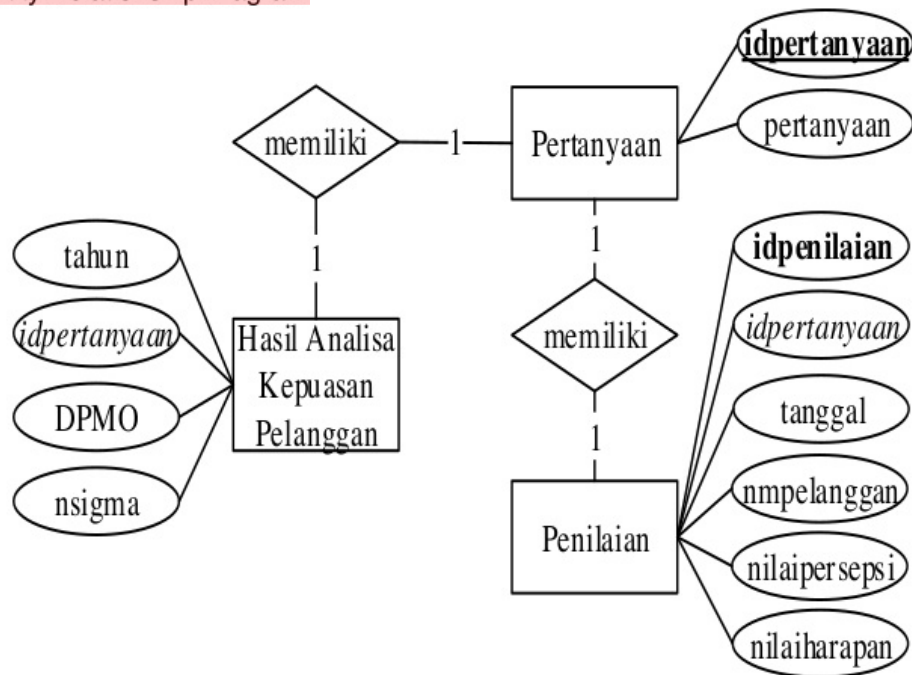 idpertanyaan
memiliki
1
Pertanyaan
pertanyaan
1
1
tahun
idpenilaian
idpertanyaan
Hasil Analisa
Kepuasan
Pelanggan
memiliki
idpertanyaan
DPMO
tanggal
1
nsigma
Penilaian
nmpelanggan
nilaipersepsi
nilaiharapan